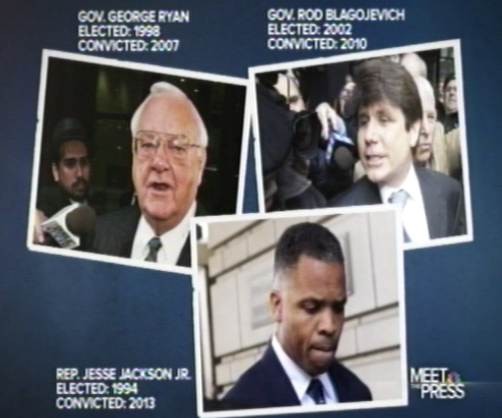 GOV. GEORGE RYAN
ELECTED: 1998
CONVICTED: 2007
GOV. ROD BLAGOJEVICH
ELECTED: 2002
CONVICTED: 2010
REP. JESSE JACKSON JR.
ELECTED: 1994
CONVICTED: 2013
MEET
THE PRESS